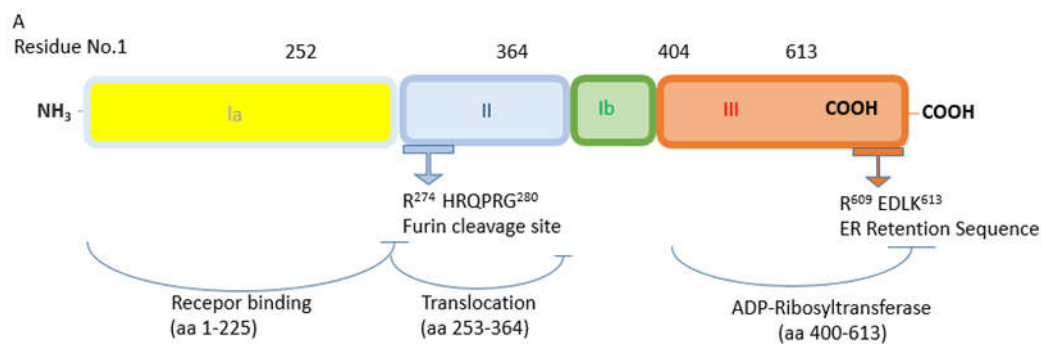 A
Residue No.1 252 364 404 613
NH₃ Ia II Ib III COOH COOH
R²⁷⁴ HRQPRG²⁸⁰
Furin cleavage site
R⁶⁰⁹ EDLK⁶¹³
ER Retention Sequence
Recepor binding
(aa 1-225)
Translocation
(aa 253-364)
ADP-Ribosyltransferase
(aa 400-613)